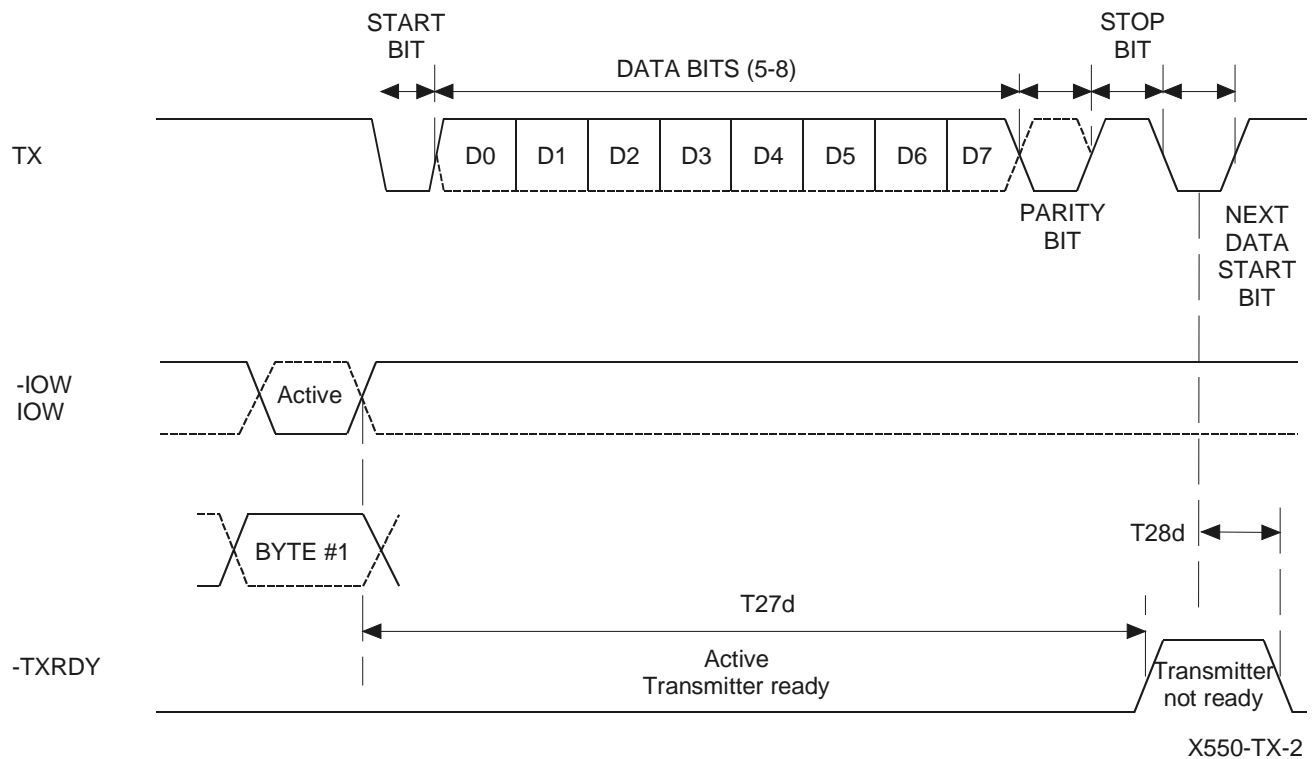 START
BIT
DATA BITS (5-8)
STOP
BIT
TX
D0 D1 D2 D3 D4 D5 D6 D7
PARITY
BIT
NEXT
DATA
START
BIT
-IOW
IOW
Active
BYTE #1
T28d
T27d
-TXRDY
Active
Transmitter ready
Transmitter
not ready
X550-TX-2